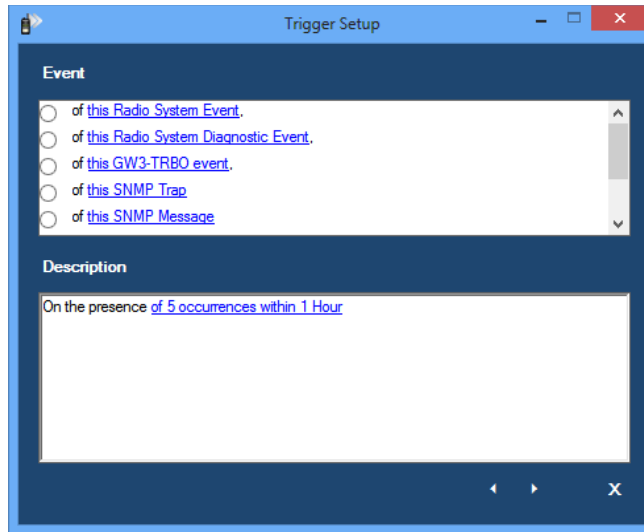 Trigger Setup
Event
of this Radio System Event,
of this Radio System Diagnostic Event,
of this GW3-TRBO event,
of this SNMP Trap
of this SNMP Message
Description
On the presence of 5 occurrences within 1 Hour
X